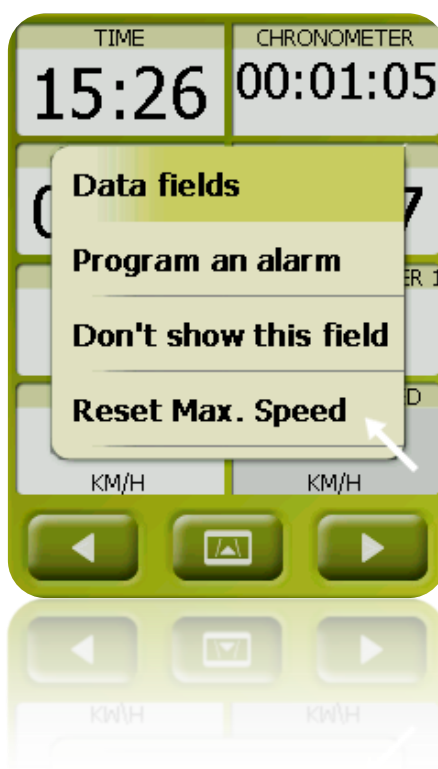 TIME CHRONOMETER
15:26 00:01:05
Data fields
Program an alarm
Don't show this field
Reset Max. Speed
KM/H KM/H